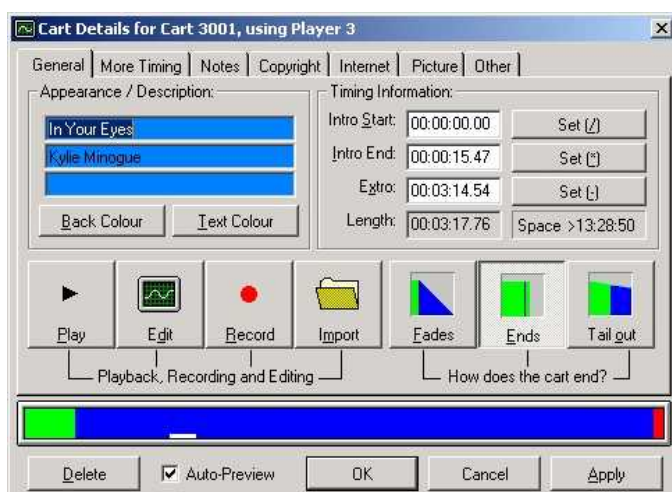 Cart Details for Cart 3001, using Player 3
General More Timing Notes Copyright Internet Picture Other
Appearance / Description:
In Your Eyes
Kylie Minogue
Back Colour Text Colour
Timing Information:
Intro Start: 00:00:00.00 Set (/)
Intro End: 00:00:15.47 Set (*)
Extro: 00:03:14.54 Set (-)
Length: 00:03:17.76 Space >13:28:50
Play Edit Record Import Fades Ends Tail out
Playback, Recording and Editing How does the cart end?
Delete Auto-Preview OK Cancel Apply